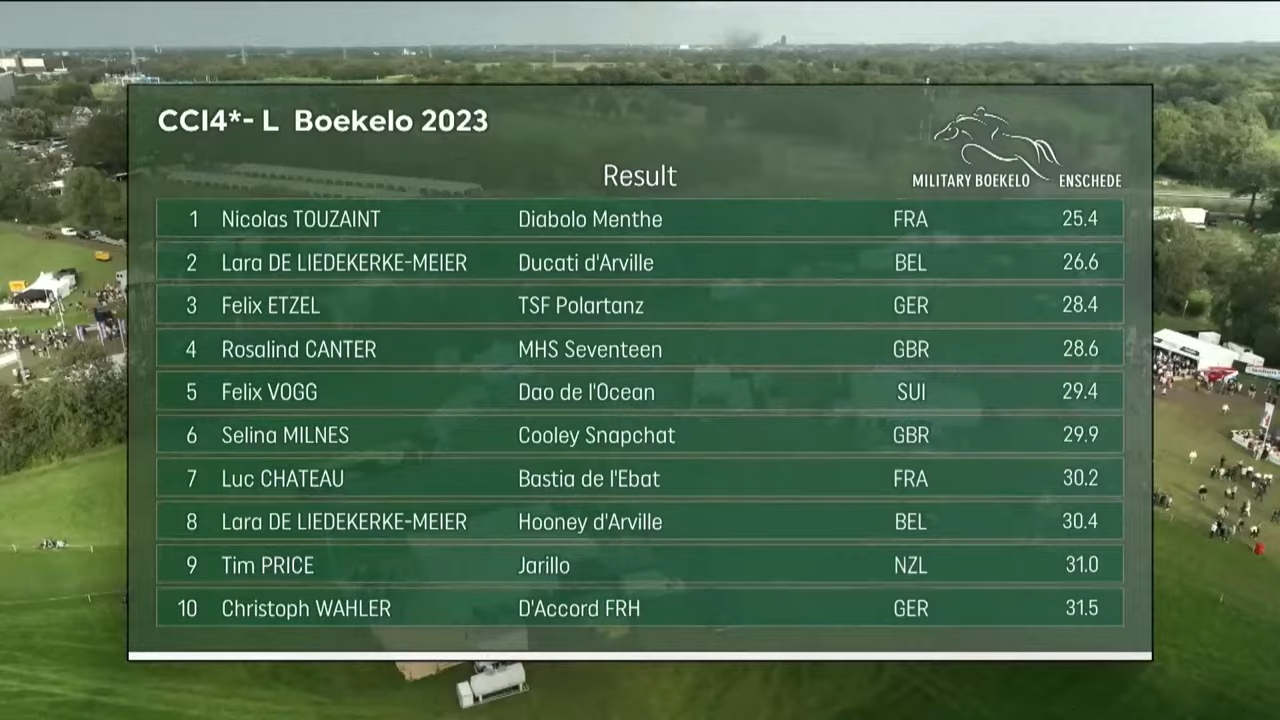 CCI4*- L Boekelo 2023
Result
MILITARY BOEKELO ENSCHEDE
1 Nicolas TOUZAINT Diabolo Menthe FRA 25.4
2 Lara DE LIEDEKERKE-MEIER Ducati d'Arville BEL 26.6
3 Felix ETZEL TSF Polartanz GER 28.4
4 Rosalind CANTER MHS Seventeen GBR 28.6
5 Felix VOGG Dao de l'Ocean SUI 29.4
6 Selina MILNES Cooley Snapchat GBR 29.9
7 Luc CHATEAU Bastia de l'Ebat FRA 30.2
8 Lara DE LIEDEKERKE-MEIER Hooney d'Arville BEL 30.4
9 Tim PRICE Jarillo NZL 31.0
10 Christoph WAHLER D'Accord FRH GER 31.5